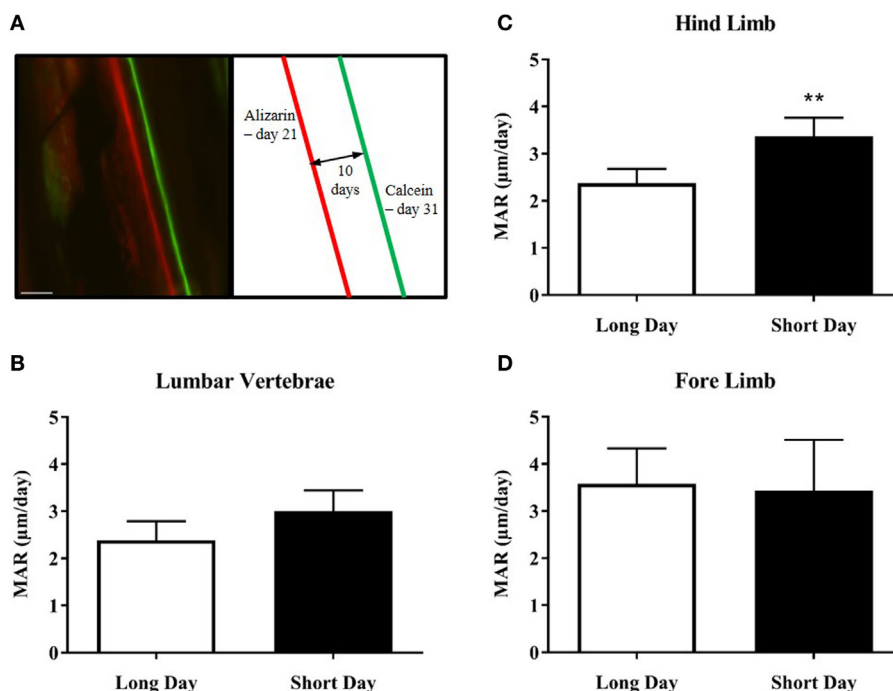 A
Alizarin
– day 21
10
days
Calcein
– day 31
B
Lumbar Vertebrae
MAR (µm/day)
5
4
3
2
1
0
Long Day
Short Day
C
Hind Limb
MAR (µm/day)
5
4
3
2
1
0
**
Long Day
Short Day
D
Fore Limb
MAR (µm/day)
5
4
3
2
1
0
Long Day
Short Day